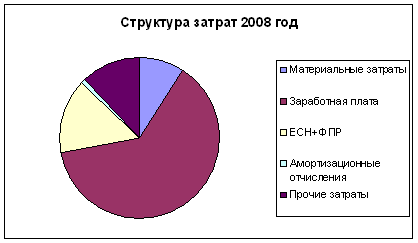 Структура затрат 2008 год
Материальные затраты
Заработная плата
ЕСН+ФПР
Амортизационные
отчисления
Прочие затраты